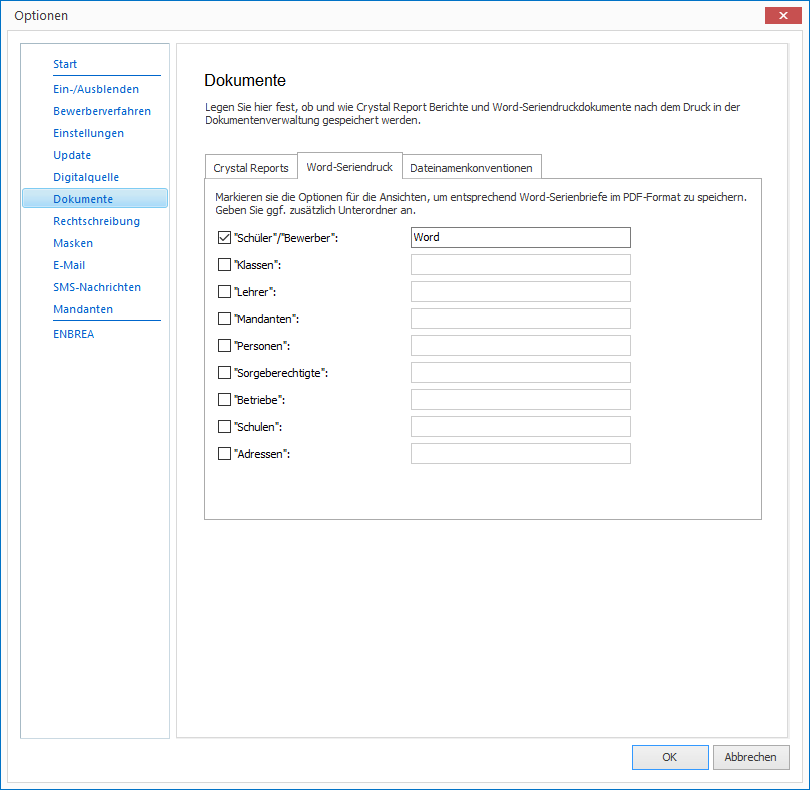 Optionen
Start
Ein-/Ausblenden
Bewerberverfahren
Einstellungen
Update
Digitalquelle
Dokumente
Rechtschreibung
Masken
E-Mail
SMS-Nachrichten
Mandanten
ENBREA
Dokumente
Legen Sie hier fest, ob und wie Crystal Report Berichte und Word-Seriendruckdokumente nach dem Druck in der
Dokumentenverwaltung gespeichert werden.
Crystal Reports
Word-Seriendruck
Dateinamenkonventionen
Markieren sie die Optionen für die Ansichten, um entsprechend Word-Serienbriefe im PDF-Format zu speichern.
Geben Sie ggf. zusätzlich Unterordner an.
"Schüler"/"Bewerber": Word
"Klassen":
"Lehrer":
"Mandanten":
"Personen":
"Sorgeberechtigte":
"Betriebe":
"Schulen":
"Adressen":
OK
Abbrechen